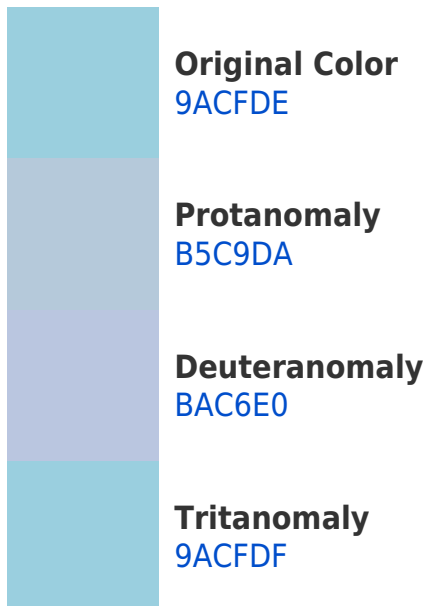 Original Color
9ACFDE
Protanomaly
B5C9DA
Deuteranomaly
BAC6E0
Tritanomaly
9ACFDF